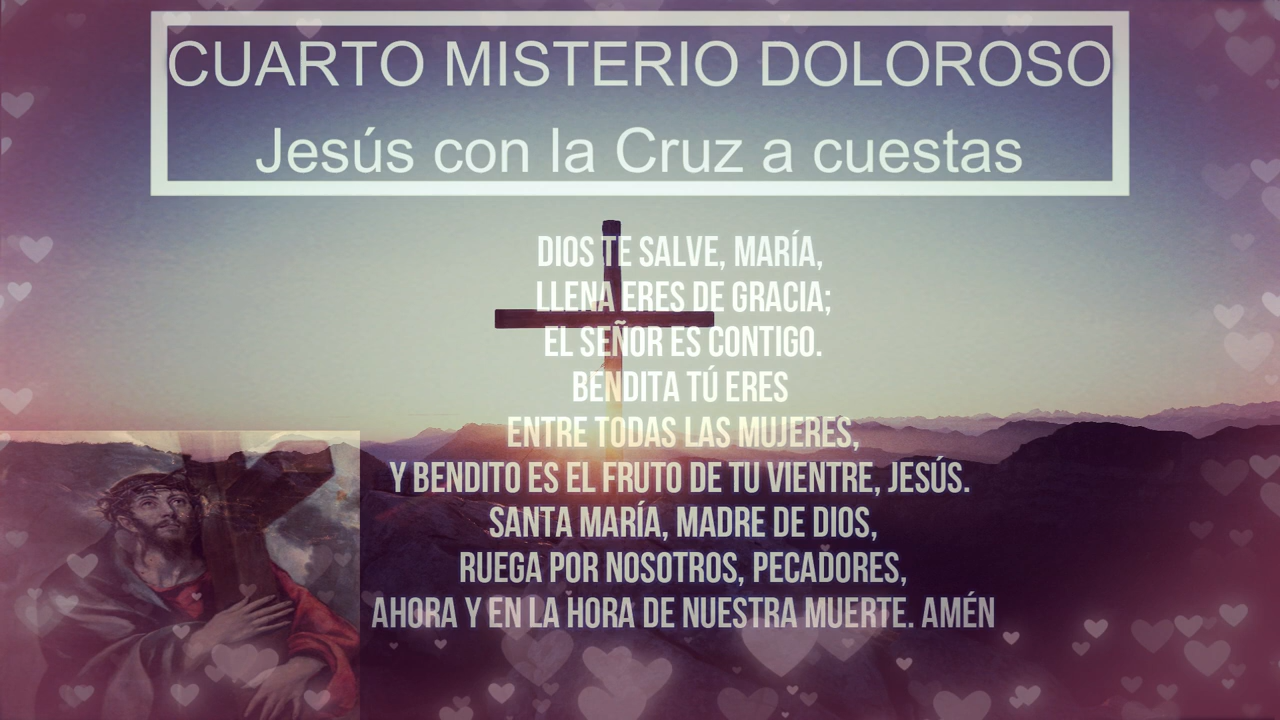 CUARTO MISTERIO DOLOROSO
Jesús con la Cruz a cuestas
DIOS TE SALVE, MARÍA,
LLENA ERES DE GRACIA;
EL SEÑOR ES CONTIGO.
BENDITA TÚ ERES
ENTRE TODAS LAS MUJERES,
Y BENDITO ES EL FRUTO DE TU VIENTRE, JESÚS.
SANTA MARÍA, MADRE DE DIOS,
RUEGA POR NOSOTROS, PECADORES,
AHORA Y EN LA HORA DE NUESTRA MUERTE. AMÉN